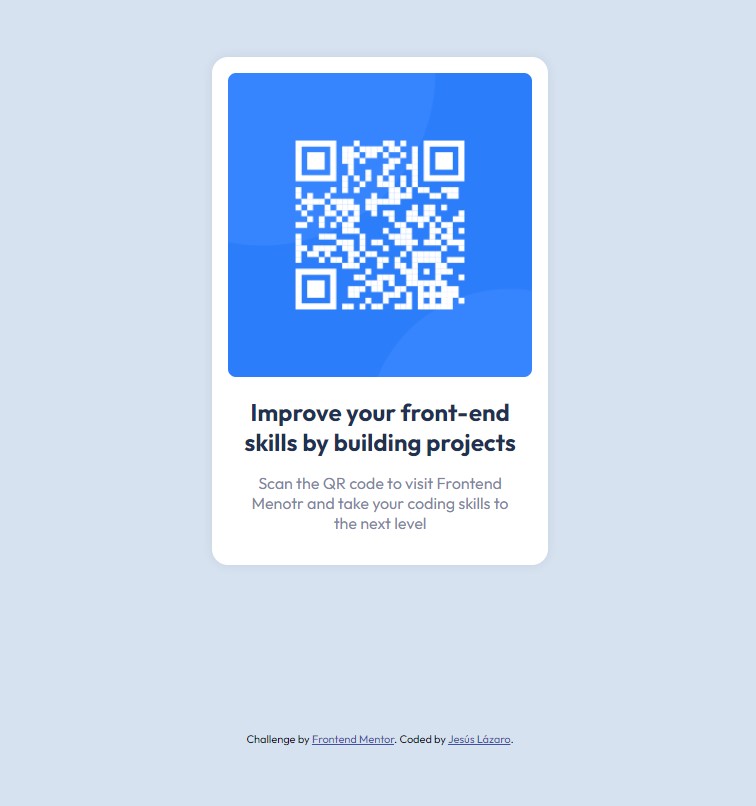 Improve your front-end
skills by building projects
Scan the QR code to visit Frontend
Menotr and take your coding skills to
the next level
Challenge by Frontend Mentor. Coded by Jesús Lázaro.